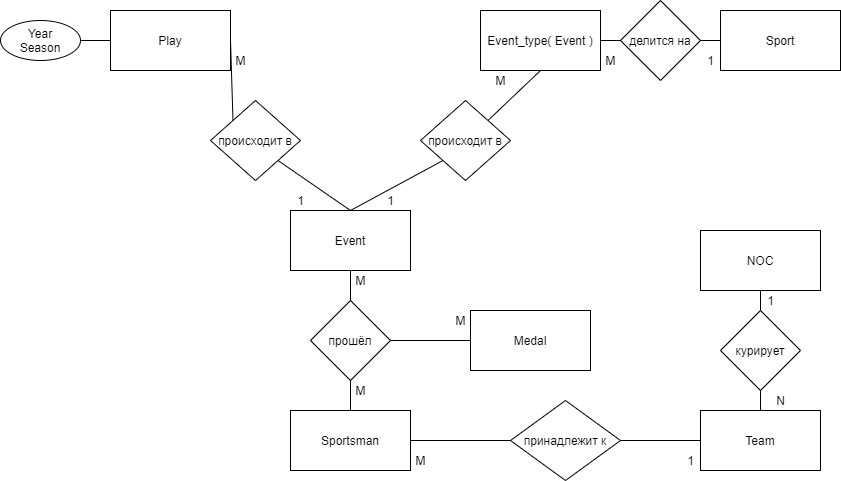 Year
Season
Play
Event_type( Event )
делится на
Sport
M
M
M
1
происходит в
происходит в
1
1
Event
NOC
M
1
прошёл
M
Medal
курирует
M
N
Sportsman
принадлежит к
Team
M
1